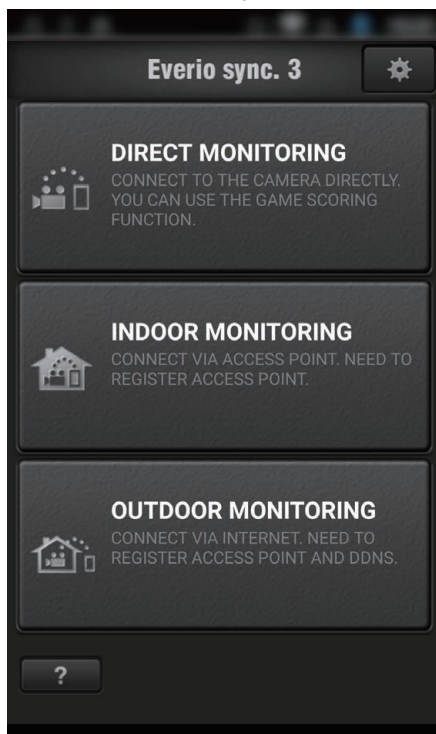 Everio sync. 3
DIRECT MONITORING
CONNECT TO THE CAMERA DIRECTLY.
YOU CAN USE THE GAME SCORING
FUNCTION.
INDOOR MONITORING
CONNECT VIA ACCESS POINT. NEED TO
REGISTER ACCESS POINT.
OUTDOOR MONITORING
CONNECT VIA INTERNET. NEED TO
REGISTER ACCESS POINT AND DDNS.
?